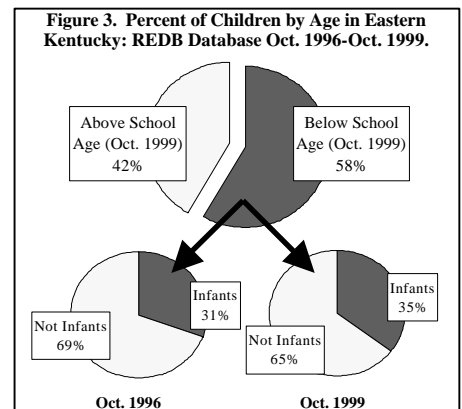 Figure 3. Percent of Children by Age in Eastern
Kentucky: REDB Database Oct. 1996-Oct. 1999.
Above School
Age (Oct. 1999)
42%
Below School
Age (Oct. 1999)
58%
Infants
31%
Not Infants
69%
Infants
35%
Not Infants
65%
Oct. 1996
Oct. 1999